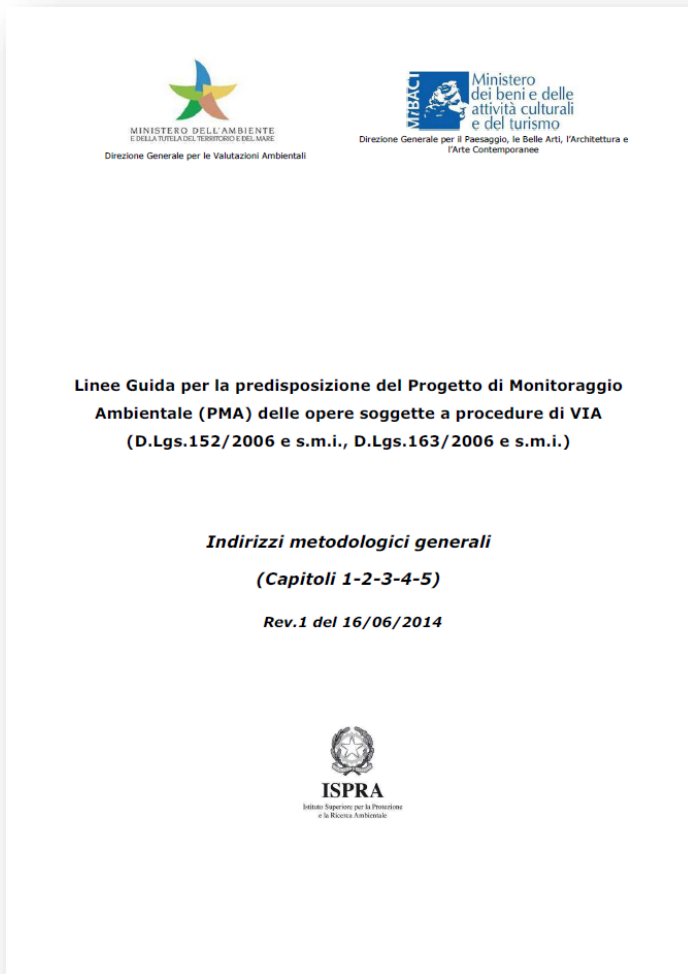 MINISTERO DELL'AMBIENTE
E DELLA TUTELA DEL TERRITORIO E DEL MARE
Direzione Generale per le Valutazioni Ambientali
MiBACT
Ministero
dei beni e delle
attività culturali
e del turismo
Direzione Generale per il Paesaggio, le Belle Arti, l'Architettura e
l'Arte Contemporanee
Linee Guida per la predisposizione del Progetto di Monitoraggio
Ambientale (PMA) delle opere soggette a procedure di VIA
(D.Lgs.152/2006 e s.m.i., D.Lgs.163/2006 e s.m.i.)
Indirizzi metodologici generali
(Capitoli 1-2-3-4-5)
Rev.1 del 16/06/2014
ISPRA
Istituto Superiore per la Protezione
e la Ricerca Ambientale